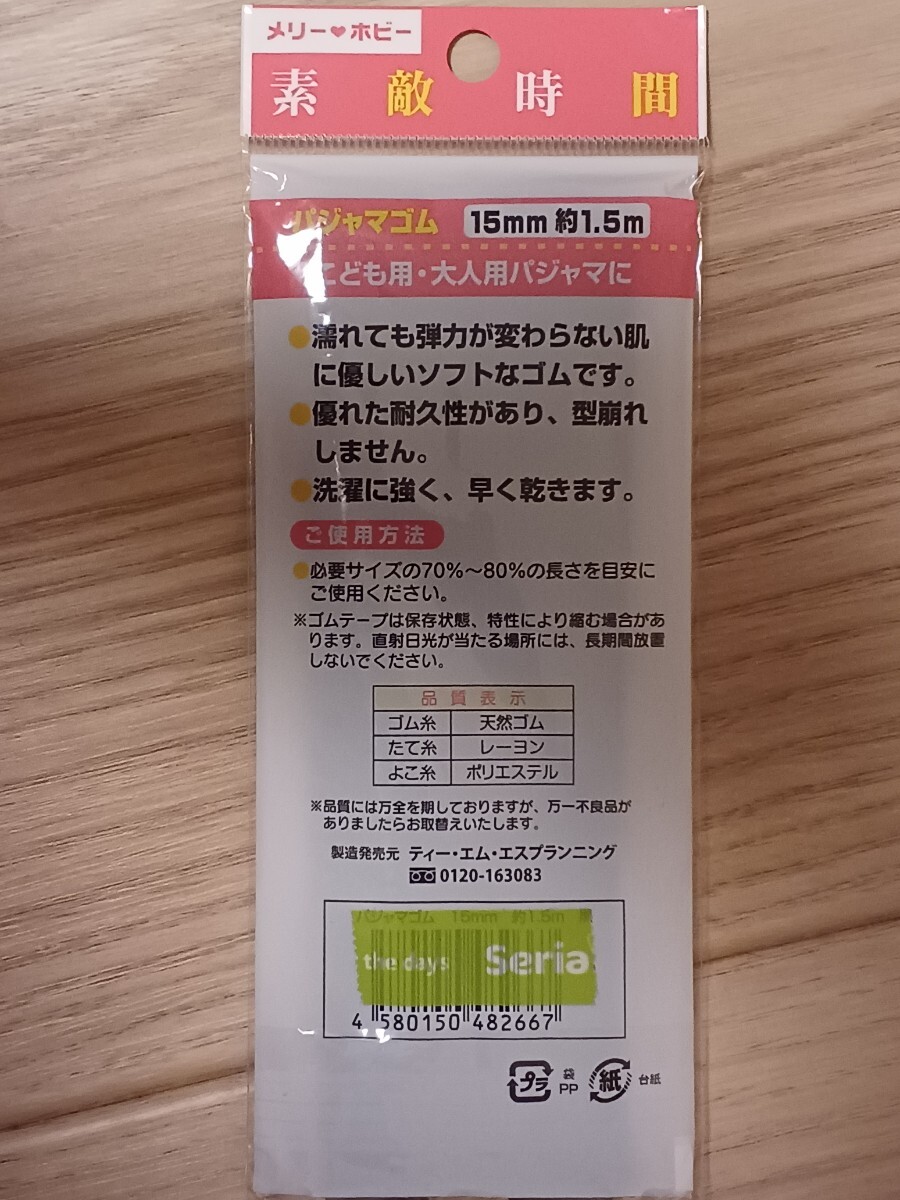 メリー♥ホビー
素敵時間
パジャマゴム 15mm 約1.5m
こども用・大人用パジャマに
●濡れても弾力が変わらない肌
に優しいソフトなゴムです。
●優れた耐久性があり、型崩れ
しません。
●洗濯に強く、早く乾きます。
ご使用方法
●必要サイズの70%〜80%の長さを目安に
ご使用ください。
※ゴムテープは保存状態、特性により縮む場合があ
ります。直射日光が当たる場所には、長期間放置
しないでください。
品質表示
ゴム糸 天然ゴム
たて糸 レーヨン
よこ糸 ポリエステル
※品質には万全を期しておりますが、万一不良品が
ありましたらお取替えいたします。
製造発売元 ティー・エム・エスプランニング
0120-163083
パジャマゴム 15mm 約1.5m 黒
the days Seria
4 580150 482667
プラ 袋 PP 紙 台紙